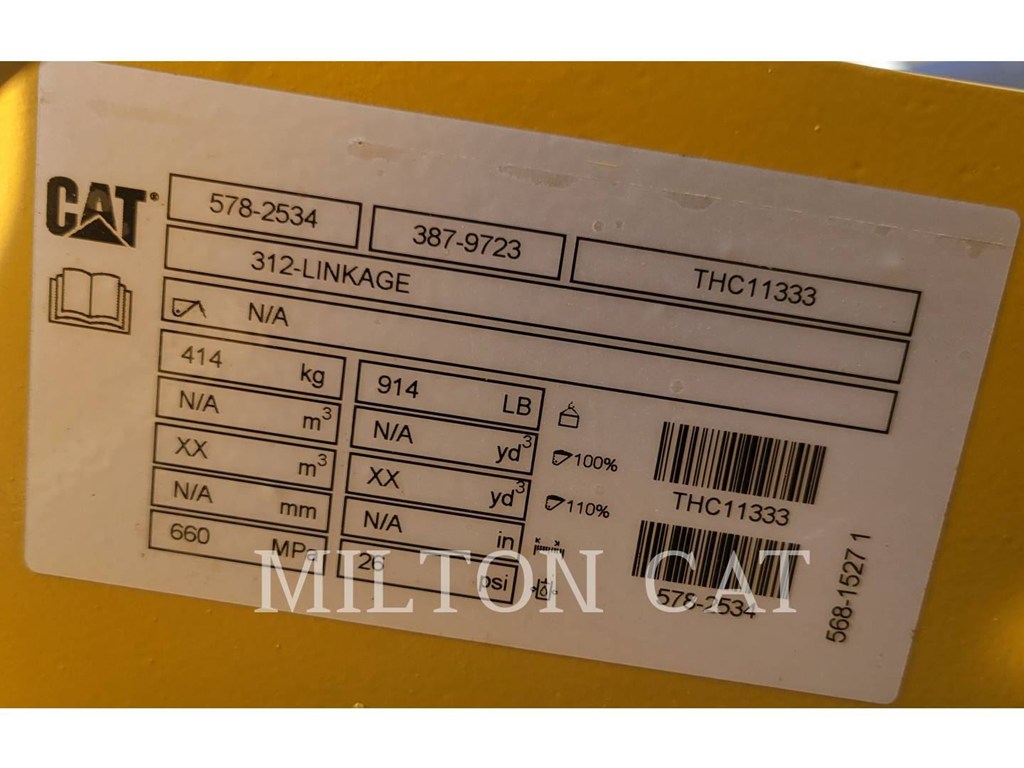 CAT®
578-2534
387-9723
THC11333
312-LINKAGE
N/A
414 kg
914 LB
N/A m³
N/A yd³
100%
XX m³
XX yd³
110%
N/A mm
N/A in
660 MPa
26 psi
THC11333
578-2534
568-1527 1
MILTON CAT